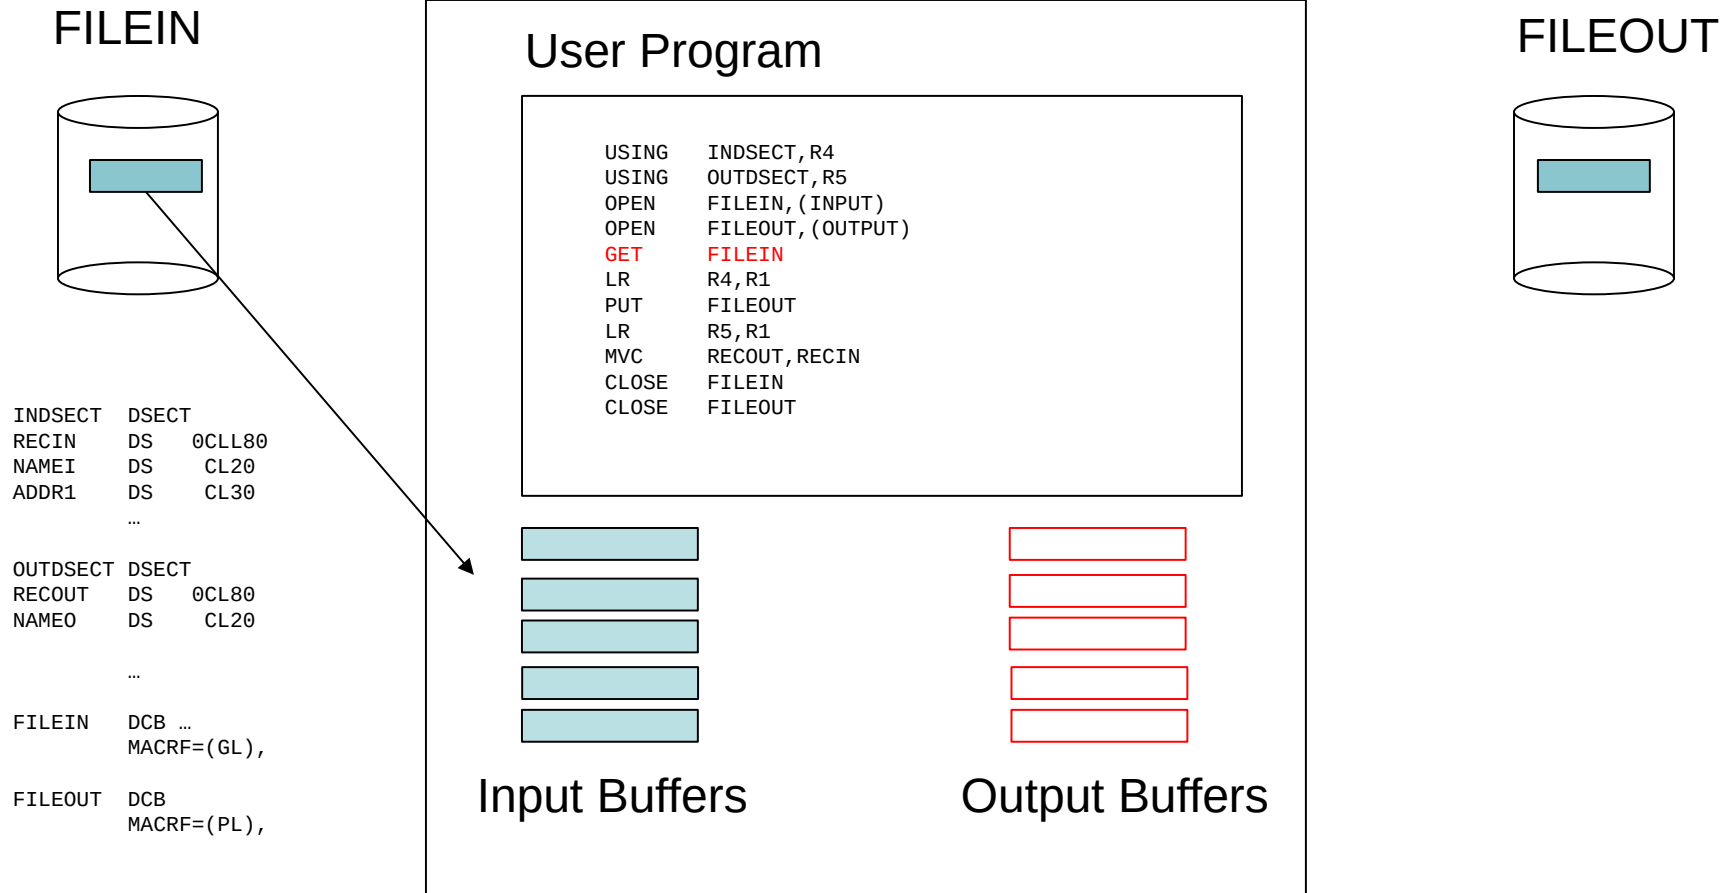 FILEIN
User Program
FILEOUT
USING INDSECT,R4
USING OUTDSECT,R5
OPEN FILEIN,(INPUT)
OPEN FILEOUT,(OUTPUT)
GET FILEIN
LR R4,R1
PUT FILEOUT
LR R5,R1
MVC RECOUT,RECIN
CLOSE FILEIN
CLOSE FILEOUT
INDSECT DSECT
RECIN DS 0CLL80
NAMEI DS CL20
ADDR1 DS CL30
…
OUTDSECT DSECT
RECOUT DS 0CL80
NAMEO DS CL20
…
FILEIN DCB …
MACRF=(GL),
FILEOUT DCB
MACRF=(PL),
Input Buffers
Output Buffers